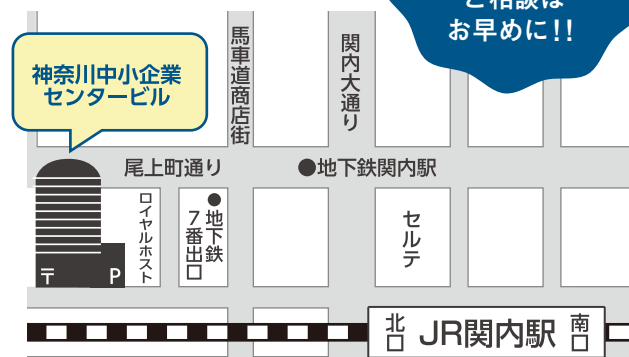 ご相談は
お早めに!!
神奈川中小企業
センタービル
馬車道商店街
関内大通り
尾上町通り
●地下鉄関内駅
ロイヤルホスト
●地下鉄
7番出口
セルテ
〒
P
北口
JR関内駅
南口